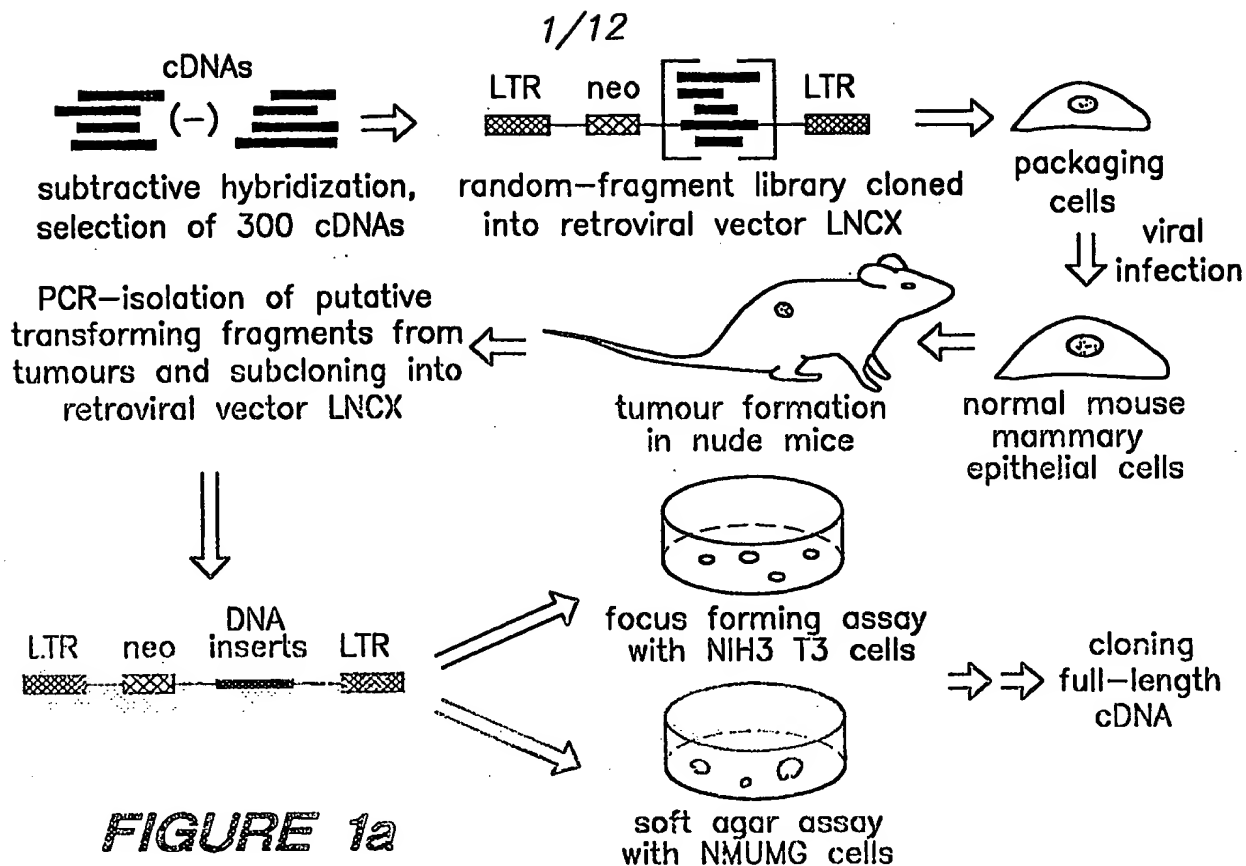 1/12
cDNAs
(-)
subtractive hybridization,
selection of 300 cDNAs
LTR neo LTR
random-fragment library cloned
into retroviral vector LNCX
packaging
cells
viral
infection
normal mouse
mammary
epithelial cells
tumour formation
in nude mice
PCR-isolation of putative
transforming fragments from
tumours and subcloning into
retroviral vector LNCX
LTR neo DNA inserts LTR
focus forming assay
with NIH3 T3 cells
soft agar assay
with NMUMG cells
cloning
full-length
cDNA
FIGURE 1a